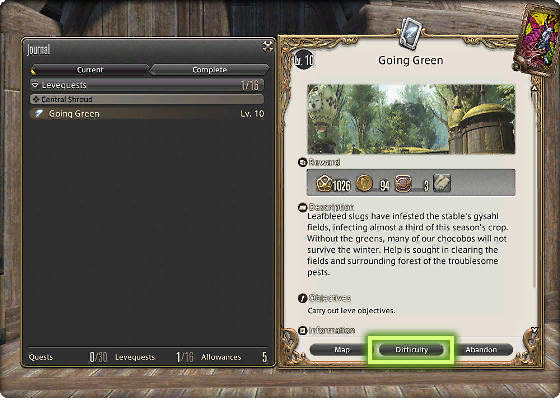 Journal
Current
Complete
Levequests 1/16
Central Shroud
Going Green Lv. 10
Quests 0/30 Levequests 1/16 Allowances 5
Lv. 10
Going Green
Reward
1026 94 3
Description
Leafbleed slugs have infested the stable's gysahl
fields, infecting almost a third of this season's crop.
Without the greens, many of our chocobos will not
survive the winter. Help is sought in clearing the
fields and surrounding forest of the troublesome
pests.
Objectives
Carry out leve objectives.
Information
Map Difficulty Abandon